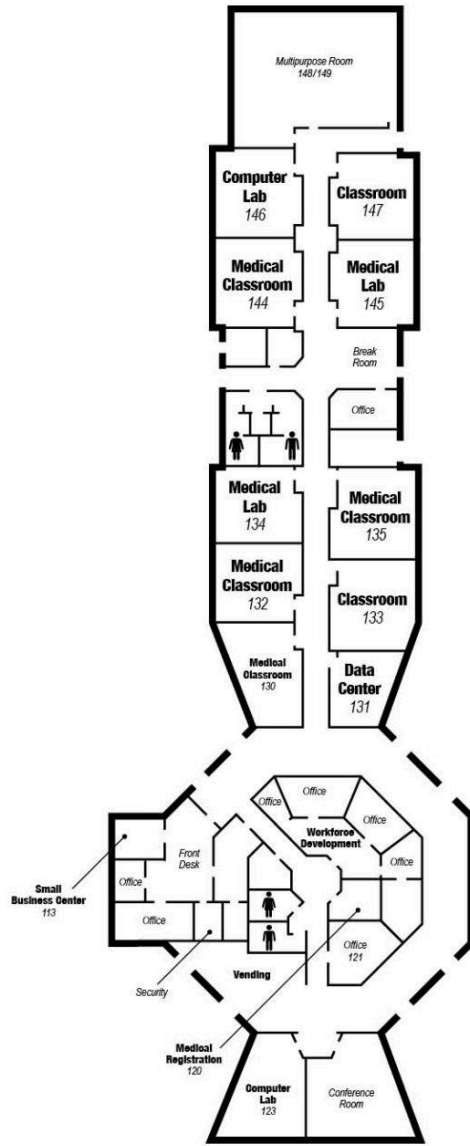 Multipurpose Room
148/149
Computer
Lab
146
Classroom
147
Medical
Classroom
144
Medical
Lab
145
Break
Room
Office
Medical
Lab
134
Medical
Classroom
135
Medical
Classroom
132
Classroom
133
Medical
Classroom
130
Data
Center
131
Office
Office
Office
Workforce
Development
Office
Front
Desk
Small
Business Center
113
Office
Office
Office
121
Security
Vending
Medical
Registration
120
Computer
Lab
123
Conference
Room